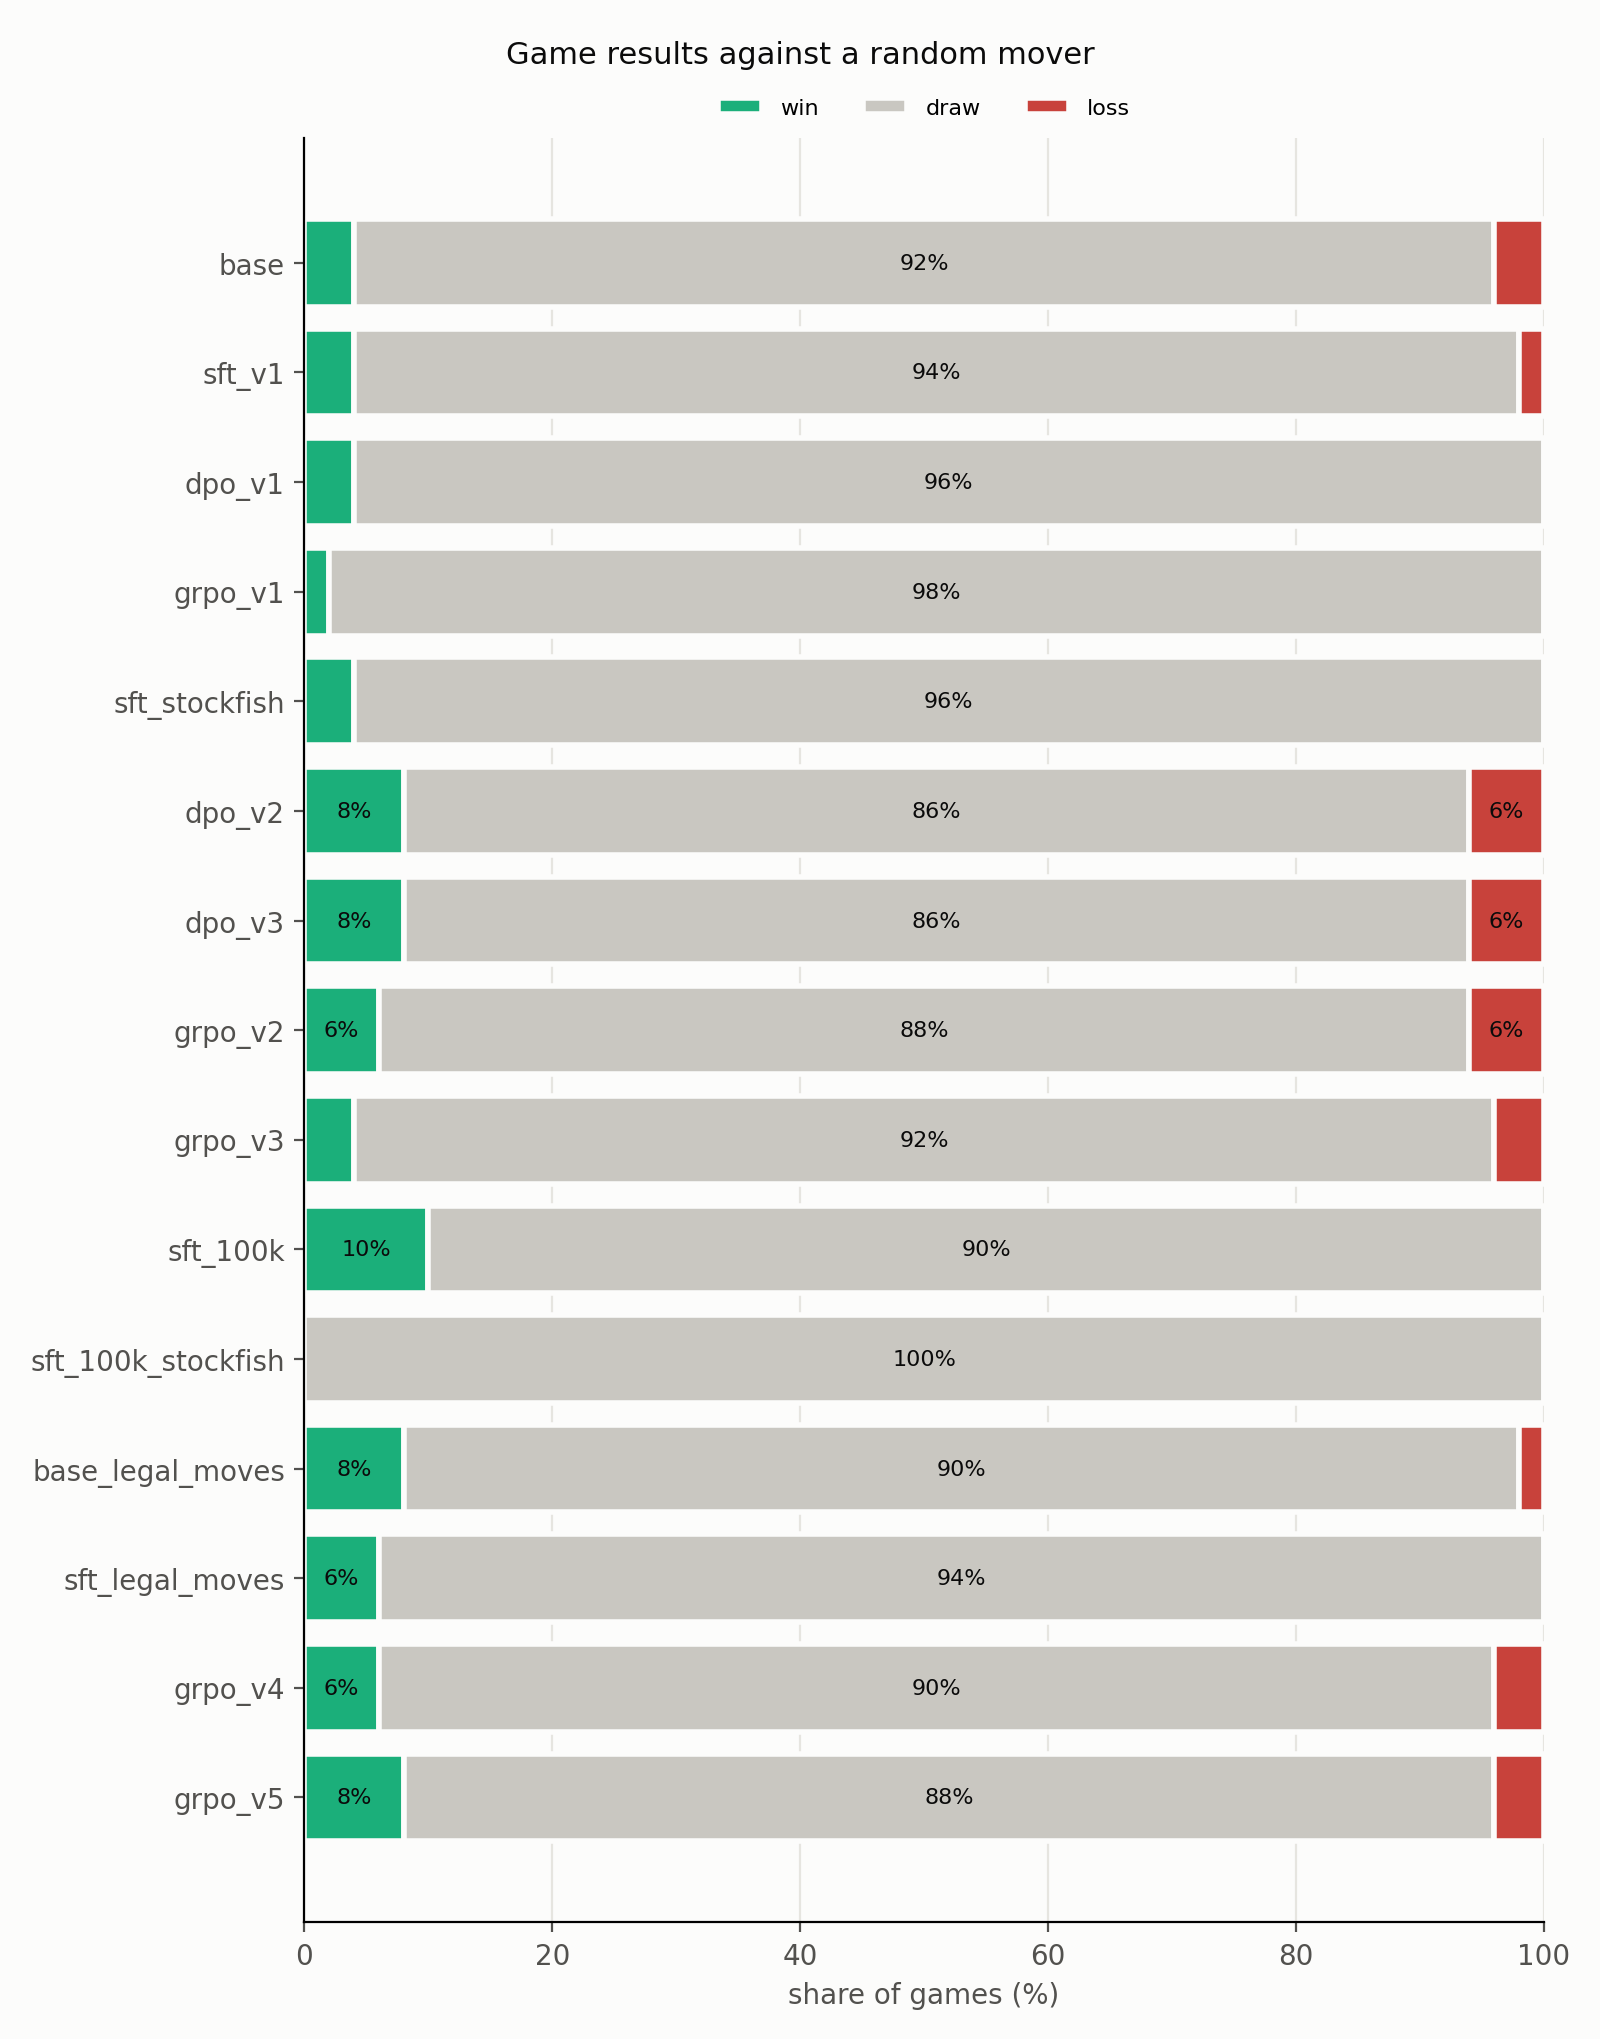 Game results against a random mover
win draw loss
base 92%
sft_v1 94%
dpo_v1 96%
grpo_v1 98%
sft_stockfish 96%
dpo_v2 8% 86% 6%
dpo_v3 8% 86% 6%
grpo_v2 6% 88% 6%
grpo_v3 92%
sft_100k 10% 90%
sft_100k_stockfish 100%
base_legal_moves 8% 90%
sft_legal_moves 6% 94%
grpo_v4 6% 90%
grpo_v5 8% 88%
0 20 40 60 80 100
share of games (%)